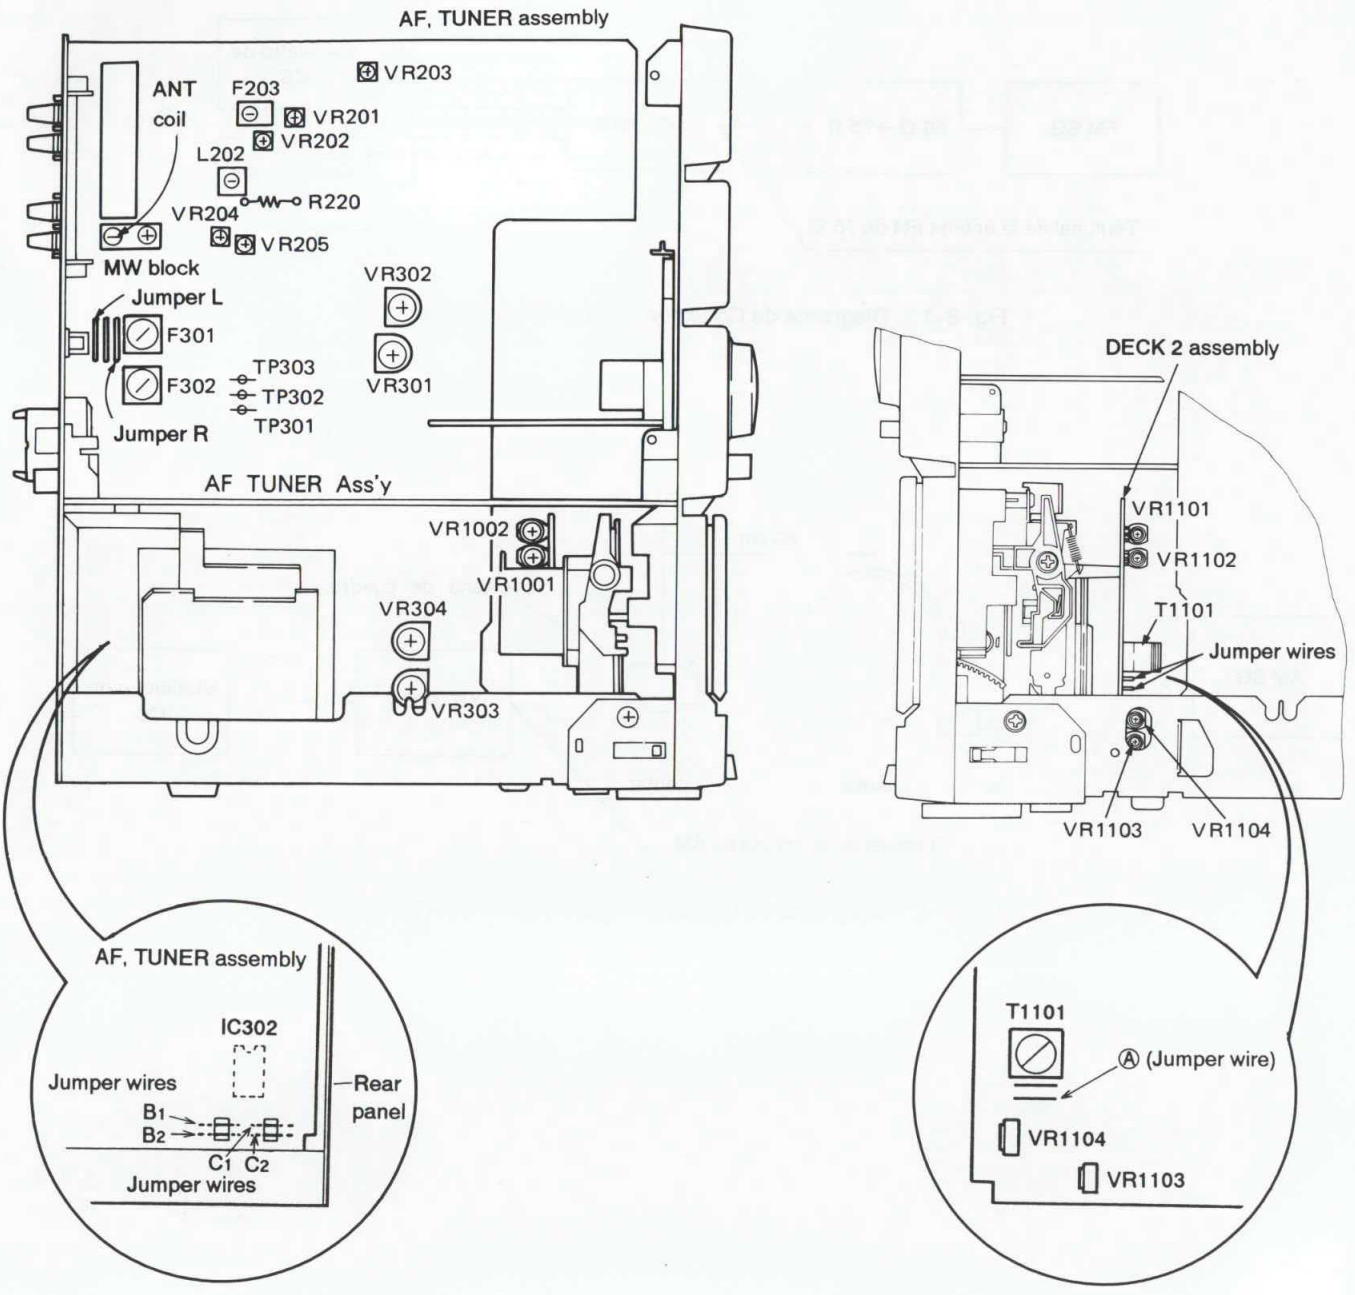 AF, TUNER assembly
VR203
ANT
coil
F203
VR201
VR202
L202
R220
VR204
VR205
MW block
Jumper L
VR302
F301
TP303
VR301
F302
TP302
TP301
Jumper R
AF TUNER Ass'y
VR1002
VR1001
VR304
VR303
DECK 2 assembly
VR1101
VR1102
T1101
Jumper wires
VR1103
VR1104
AF, TUNER assembly
IC302
Jumper wires
Rear
panel
B1
B2
C1 C2
Jumper wires
T1101
Ⓐ (Jumper wire)
VR1104
VR1103